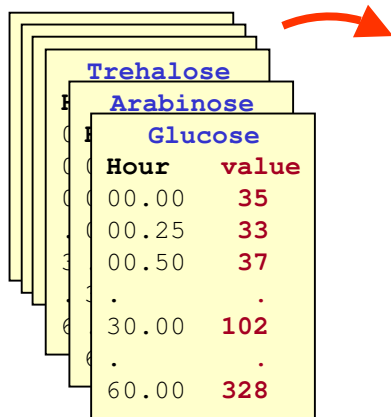 Trehalose
Arabinose
Glucose
Hour value
00.00 35
00.25 33
00.50 37
. .
30.00 102
. .
60.00 328